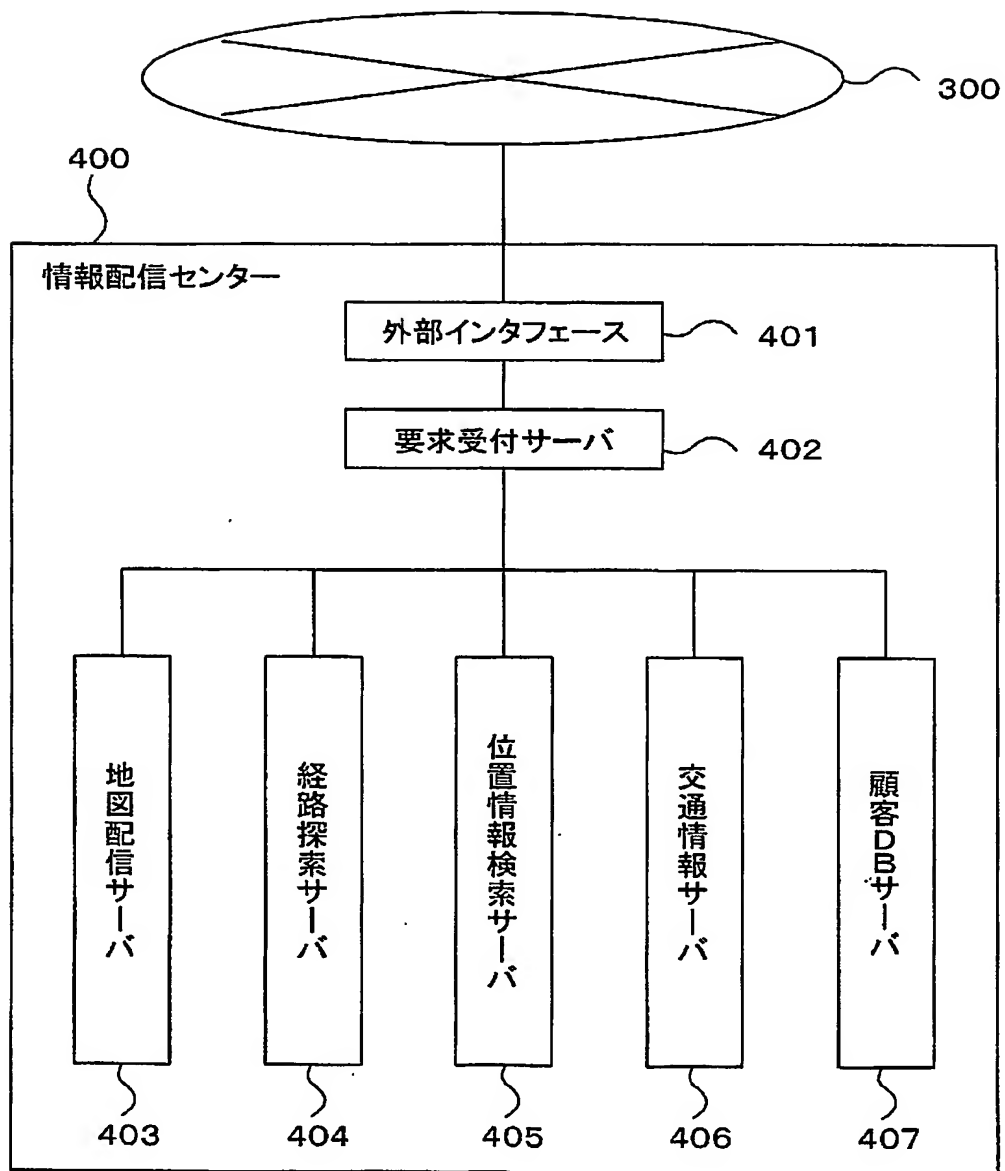 300
400
情報配信センター
外部インタフェース
401
要求受付サーバ
402
地図配信サーバ
経路探索サーバ
位置情報検索サーバ
交通情報サーバ
顧客DBサーバ
403
404
405
406
407